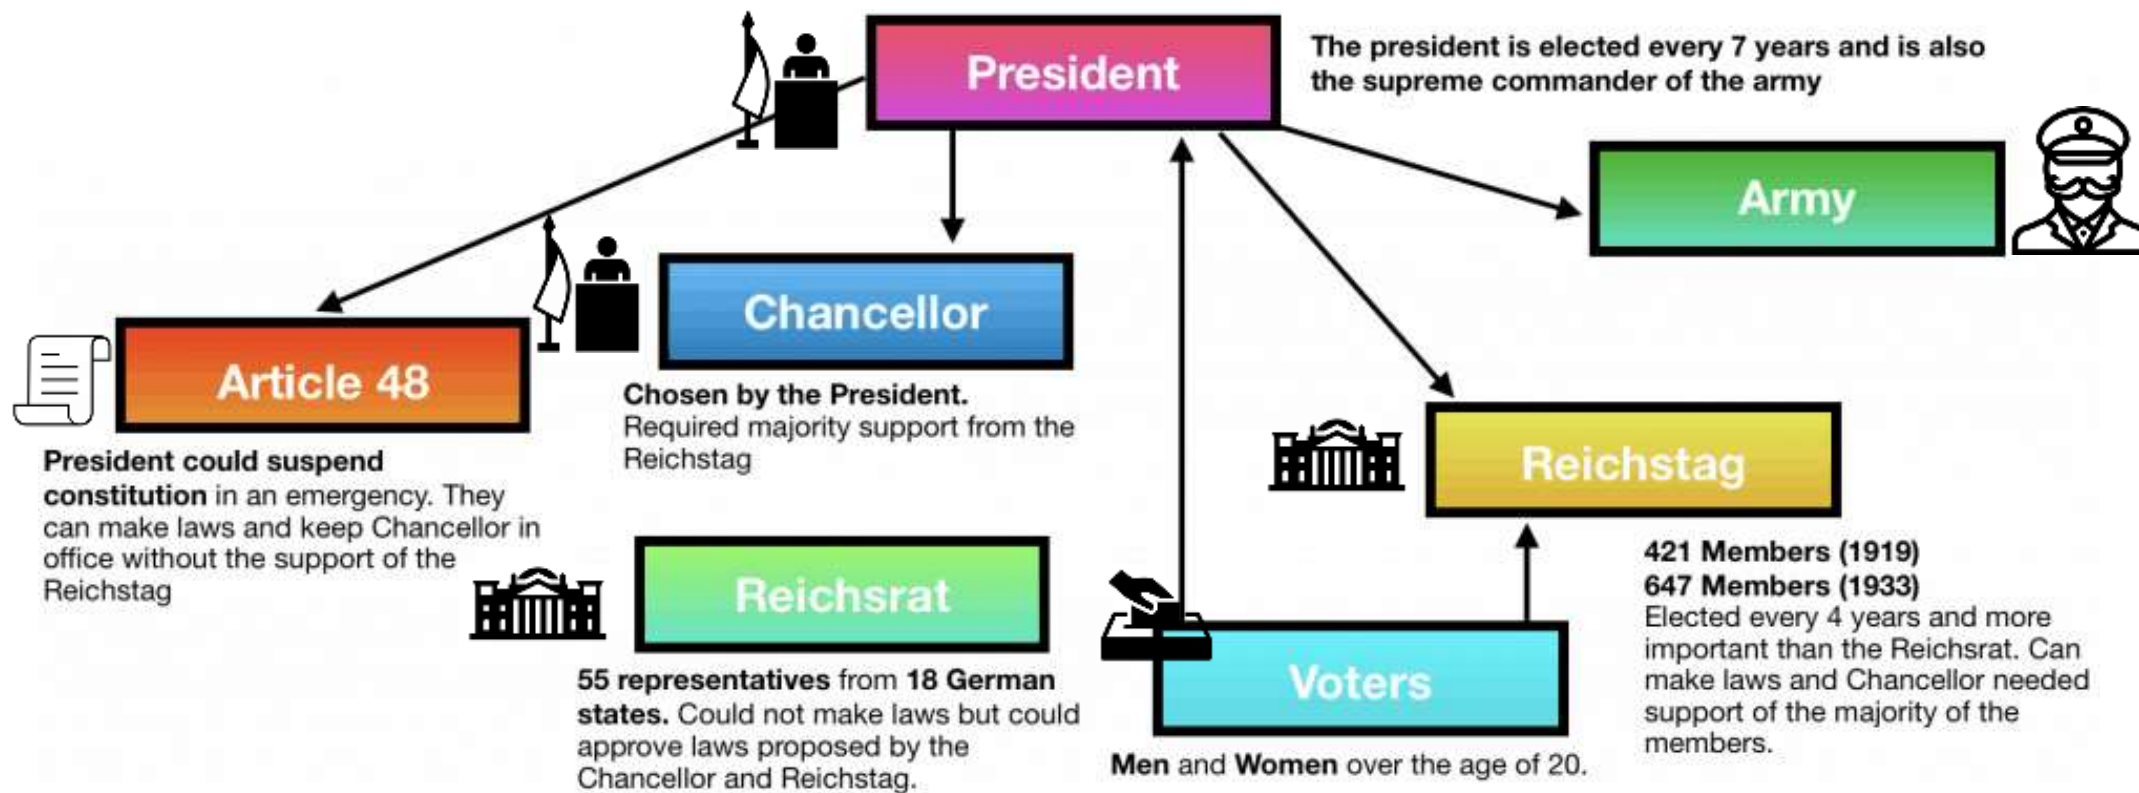 President
The president is elected every 7 years and is also
the supreme commander of the army
Army
Chancellor
Chosen by the President.
Required majority support from the
Reichstag
Article 48
President could suspend
constitution in an emergency. They
can make laws and keep Chancellor in
office without the support of the
Reichstag
Reichstag
421 Members (1919)
647 Members (1933)
Elected every 4 years and more
important than the Reichsrat. Can
make laws and Chancellor needed
support of the majority of the
members.
Reichsrat
55 representatives from 18 German
states. Could not make laws but could
approve laws proposed by the
Chancellor and Reichstag.
Voters
Men and Women over the age of 20.